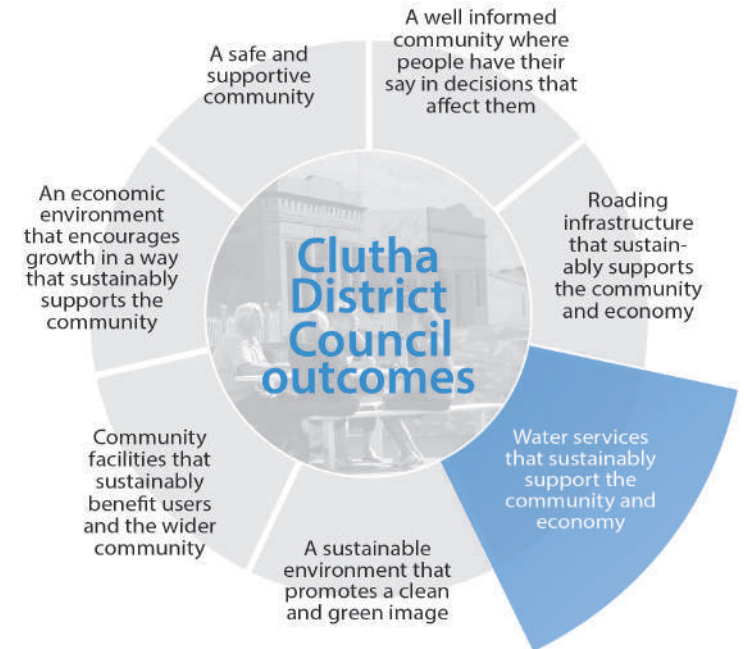 A well informed
community where
people have their
say in decisions that
affect them
Roading
infrastructure
that sustain-
ably supports
the community
and economy
Water services
that sustainably
support the
community and
economy
A sustainable
environment that
promotes a clean
and green image
Community
facilities that
sustainably
benefit users
and the wider
community
An economic
environment
that encourages
growth in a way
that sustainably
supports the
community
A safe and
supportive
community
Clutha
District
Council
outcomes